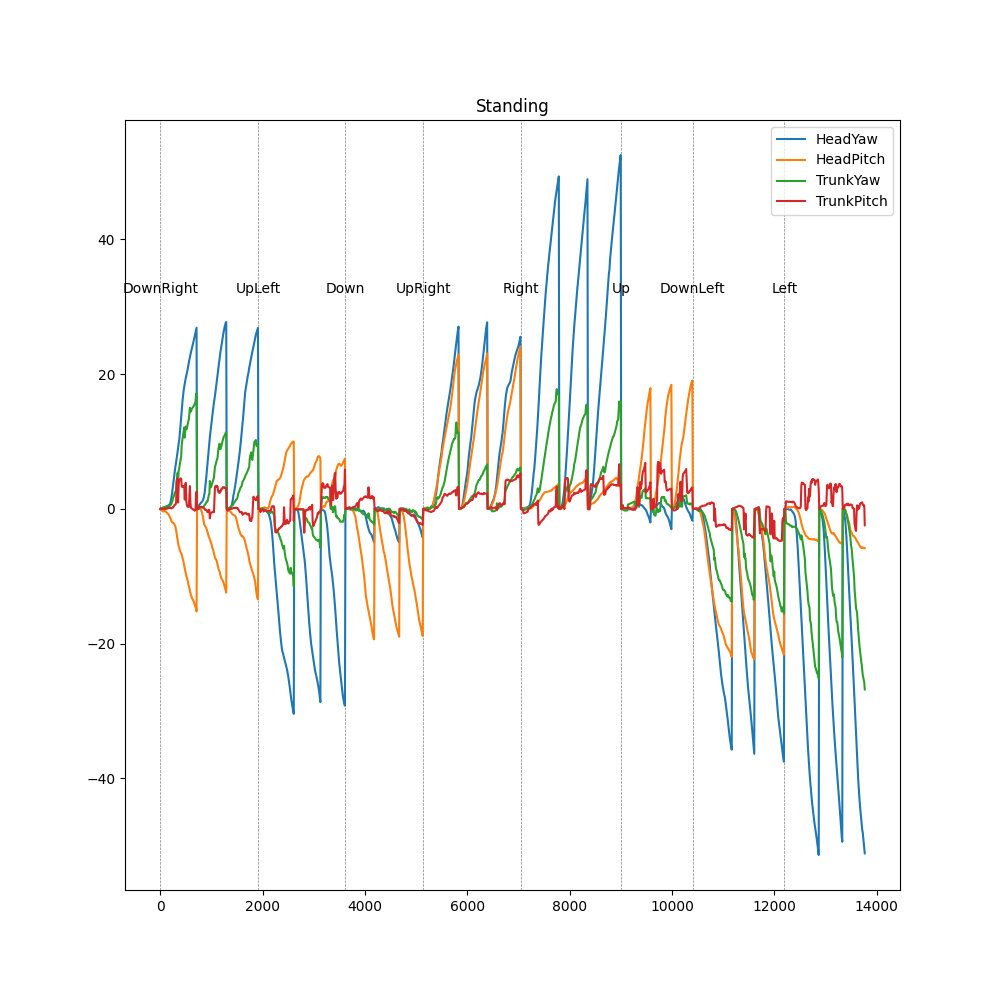 Standing
HeadYaw
HeadPitch
TrunkYaw
TrunkPitch
DownRight UpLeft Down UpRight Right Up DownLeft Left
40
20
0
−20
−40
0 2000 4000 6000 8000 10000 12000 14000